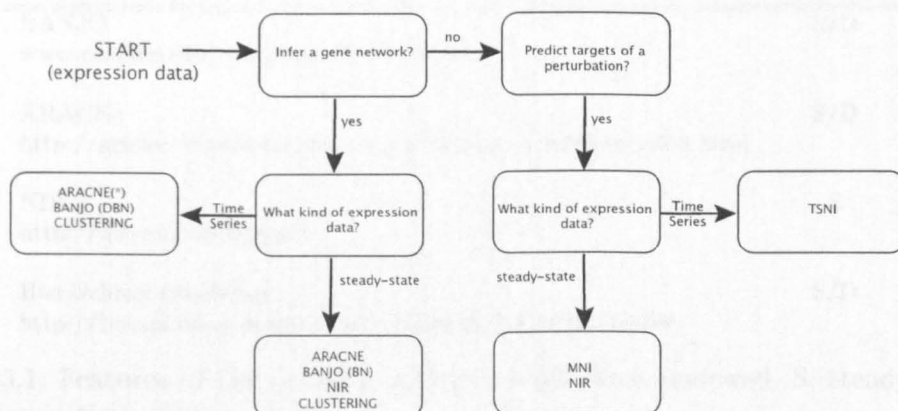 START
(expression data)
Infer a gene network?
no
Predict targets of a
perturbation?
yes
yes
ARACNE(*)
BANJO (DBN)
CLUSTERING
Time
Series
What kind of expression
data?
What kind of expression
data?
Time
Series
TSNI
steady-state
steady-state
ARACNE
BANJO (BN)
NIR
CLUSTERING
MNI
NIR